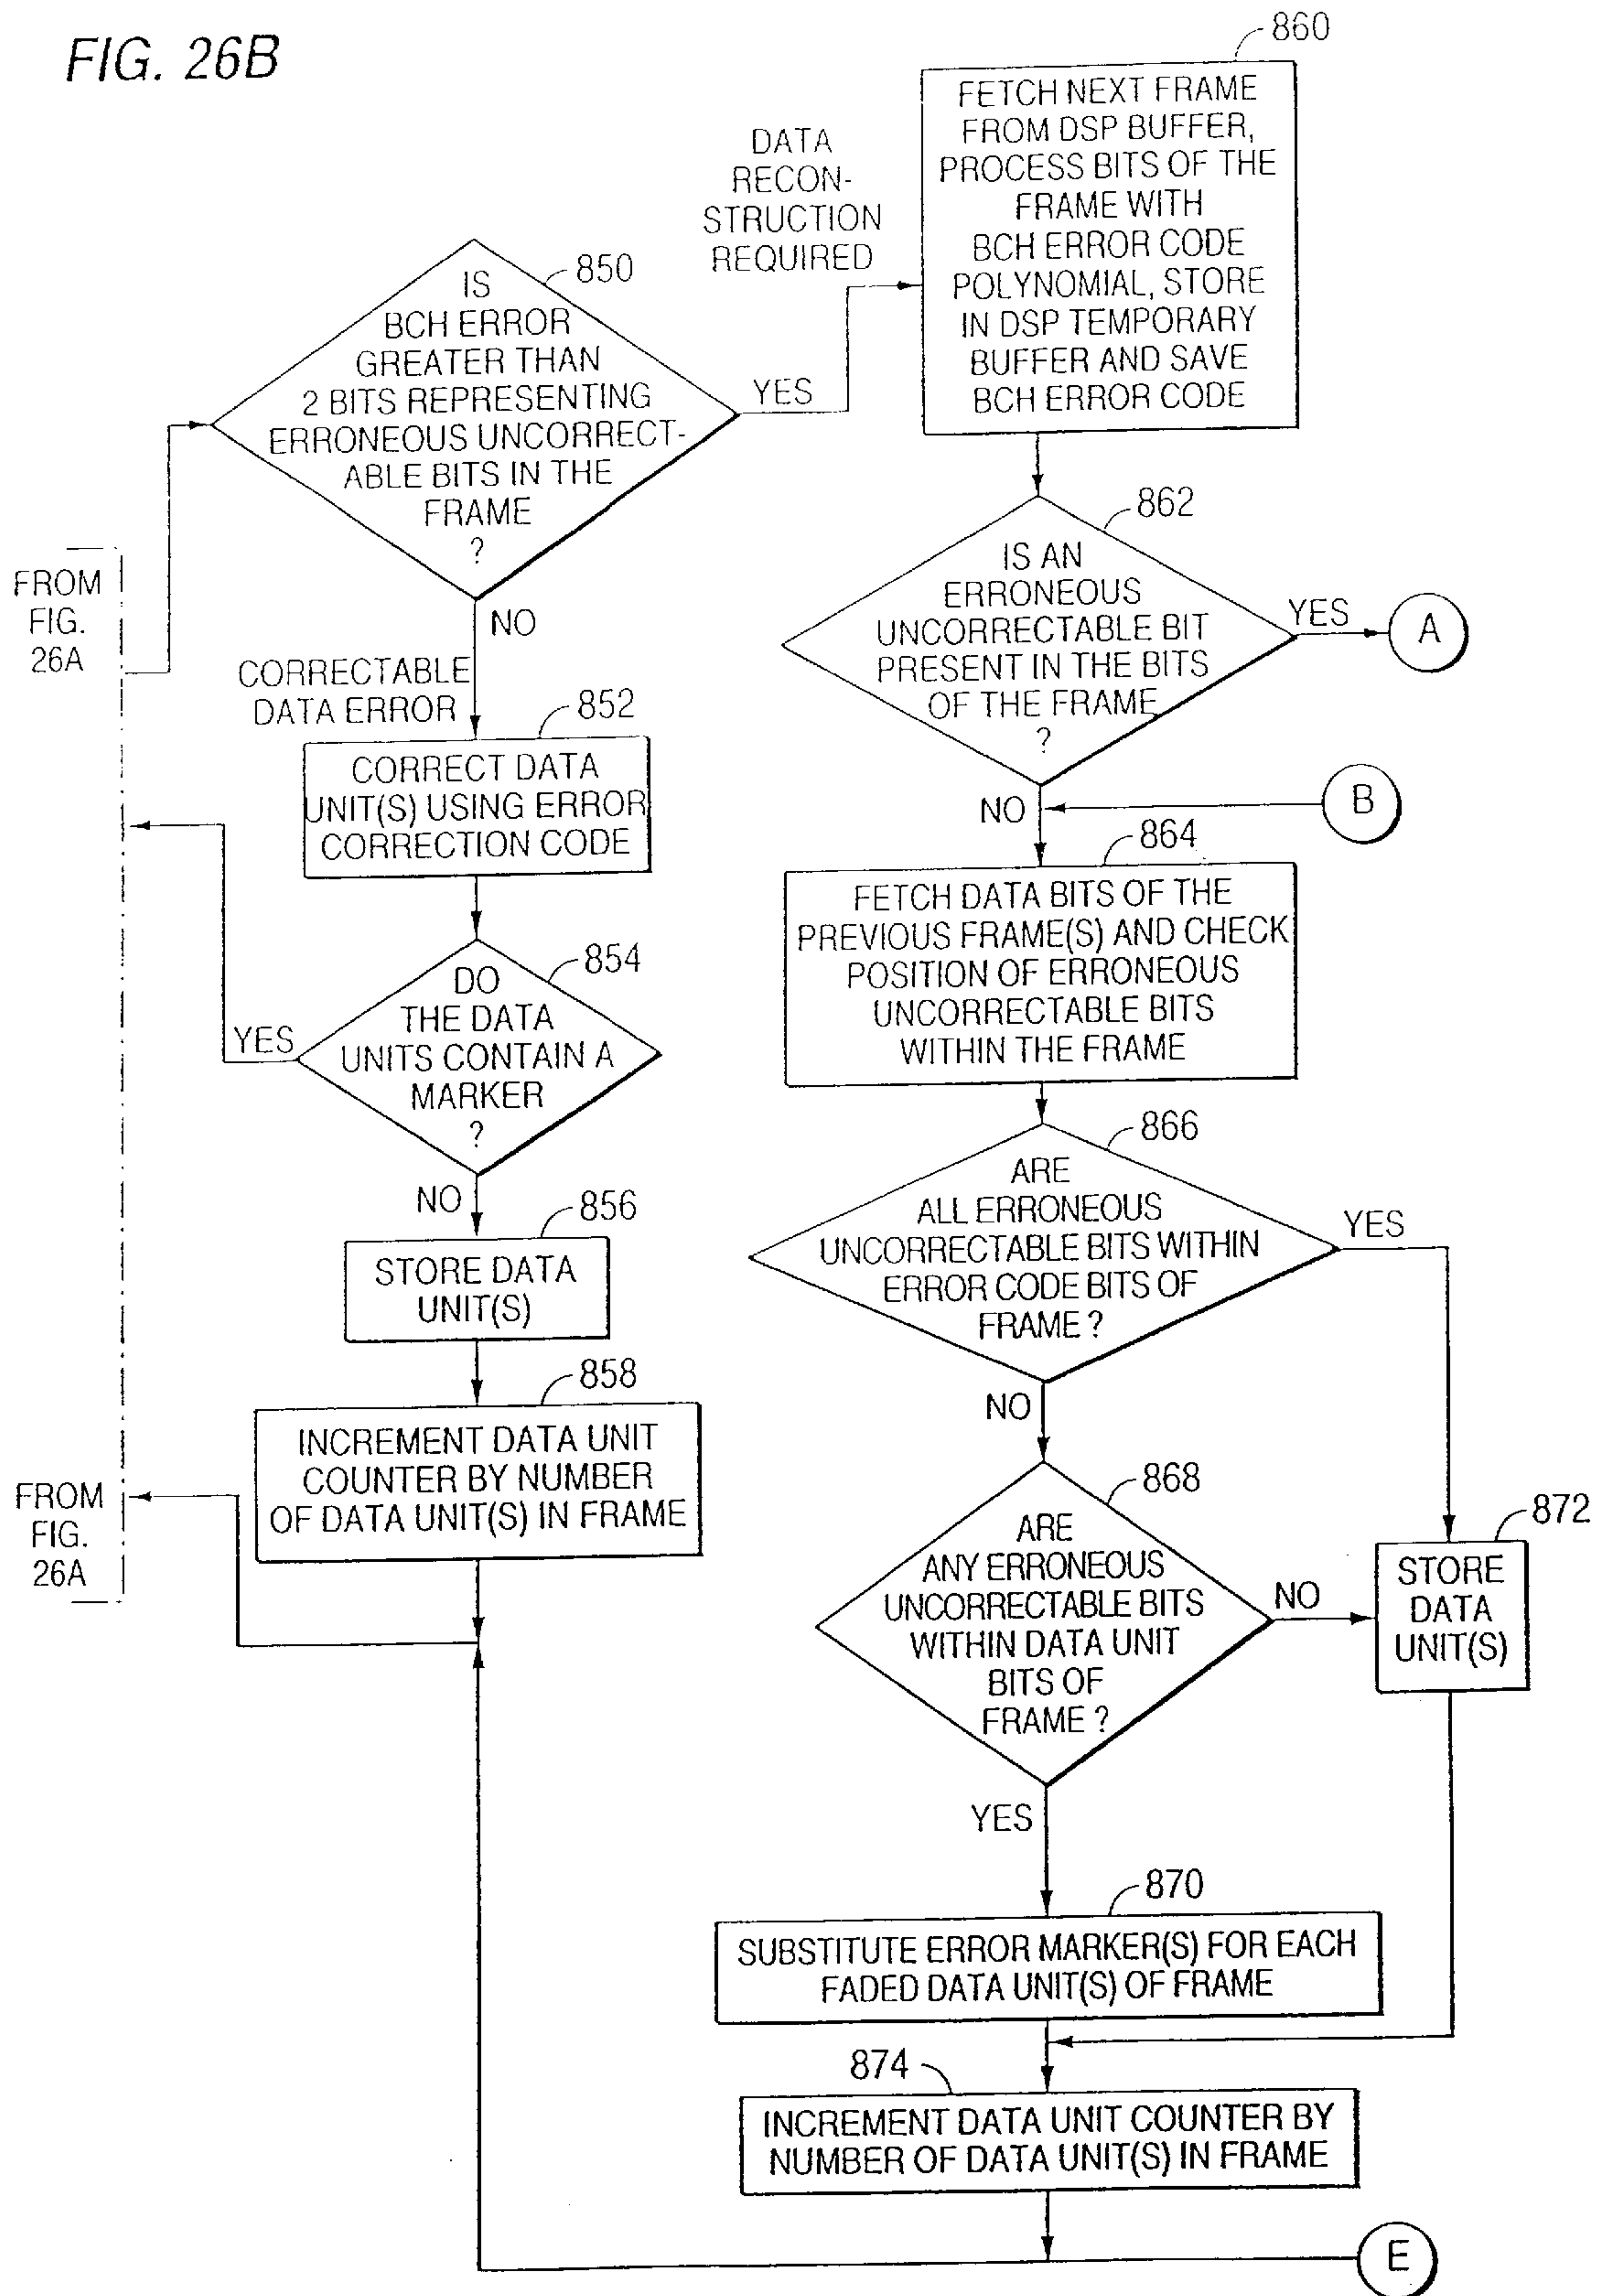 FIG. 26B
860
FETCH NEXT FRAME
FROM DSP BUFFER,
PROCESS BITS OF THE
FRAME WITH
BCH ERROR CODE
POLYNOMIAL, STORE
IN DSP TEMPORARY
BUFFER AND SAVE
BCH ERROR CODE
DATA
RECON-
STRUCTION
REQUIRED
850
IS
BCH ERROR
GREATER THAN
2 BITS REPRESENTING
ERRONEOUS UNCORRECT-
ABLE BITS IN THE
FRAME
?
YES
NO
FROM
FIG.
26A
CORRECTABLE
DATA ERROR
852
CORRECT DATA
UNIT(S) USING ERROR
CORRECTION CODE
854
DO
THE DATA
UNITS CONTAIN A
MARKER
?
YES
NO
856
STORE DATA
UNIT(S)
858
INCREMENT DATA UNIT
COUNTER BY NUMBER
OF DATA UNIT(S) IN FRAME
FROM
FIG.
26A
862
IS AN
ERRONEOUS
UNCORRECTABLE BIT
PRESENT IN THE BITS
OF THE FRAME
?
YES
A
NO
B
864
FETCH DATA BITS OF THE
PREVIOUS FRAME(S) AND CHECK
POSITION OF ERRONEOUS
UNCORRECTABLE BITS
WITHIN THE FRAME
866
ARE
ALL ERRONEOUS
UNCORRECTABLE BITS WITHIN
ERROR CODE BITS OF
FRAME ?
YES
NO
868
ARE
ANY ERRONEOUS
UNCORRECTABLE BITS
WITHIN DATA UNIT
BITS OF
FRAME ?
NO
872
STORE
DATA
UNIT(S)
YES
870
SUBSTITUTE ERROR MARKER(S) FOR EACH
FADED DATA UNIT(S) OF FRAME
874
INCREMENT DATA UNIT COUNTER BY
NUMBER OF DATA UNIT(S) IN FRAME
E